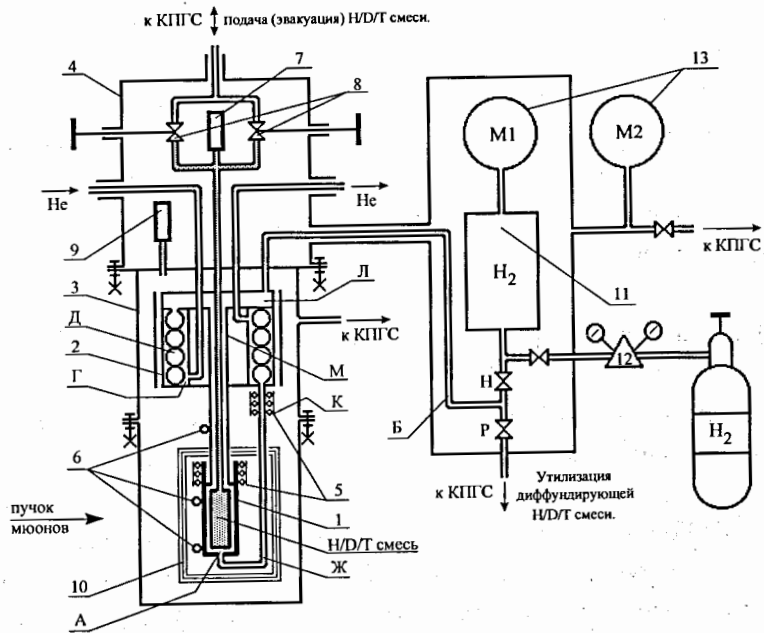 к КПГС Подача (эвакуация) H/D/T смеси.
4
7
8
13
M1
M2
He
He
9
к КПГС
Л
H₂
11
3
Д
к КПГС
2
М
12
Г
К
Н
Б
Р
H₂
6
5
к КПГС
Утилизация
диффундирующей
H/D/T смеси.
пучок
мюонов
1
H/D/T смесь
10
Ж
А